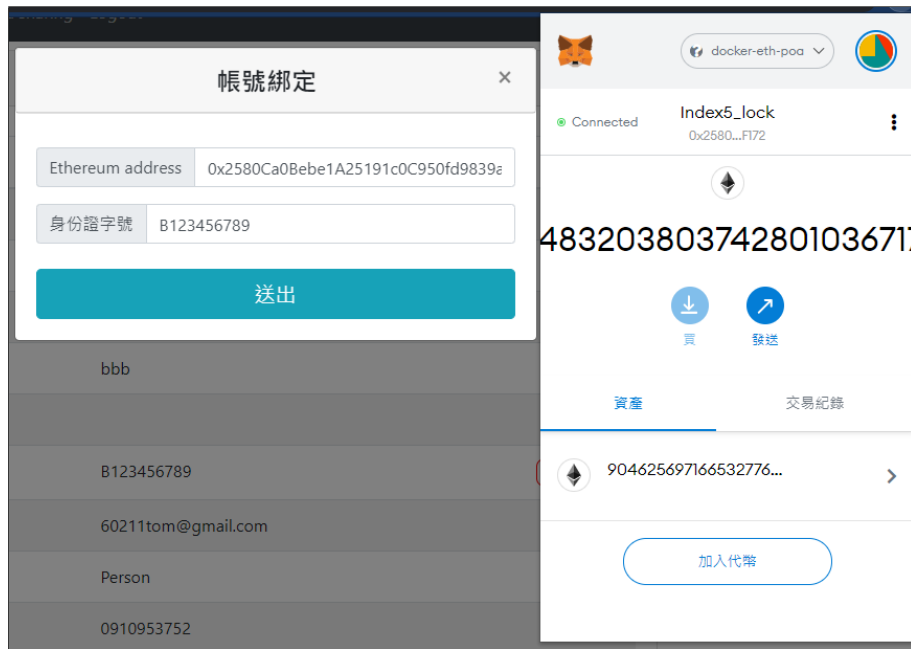 帳號綁定
×
Ethereum address 0x2580Ca0Bebe1A25191c0C950fd9839a
身份證字號 B123456789
送出
bbb
B123456789
60211tom@gmail.com
Person
0910953752
docker-eth-poa
Connected
Index5_lock
0x2580...F172
48320380374280103671
買
發送
資產
交易紀錄
904625697166532776...
加入代幣